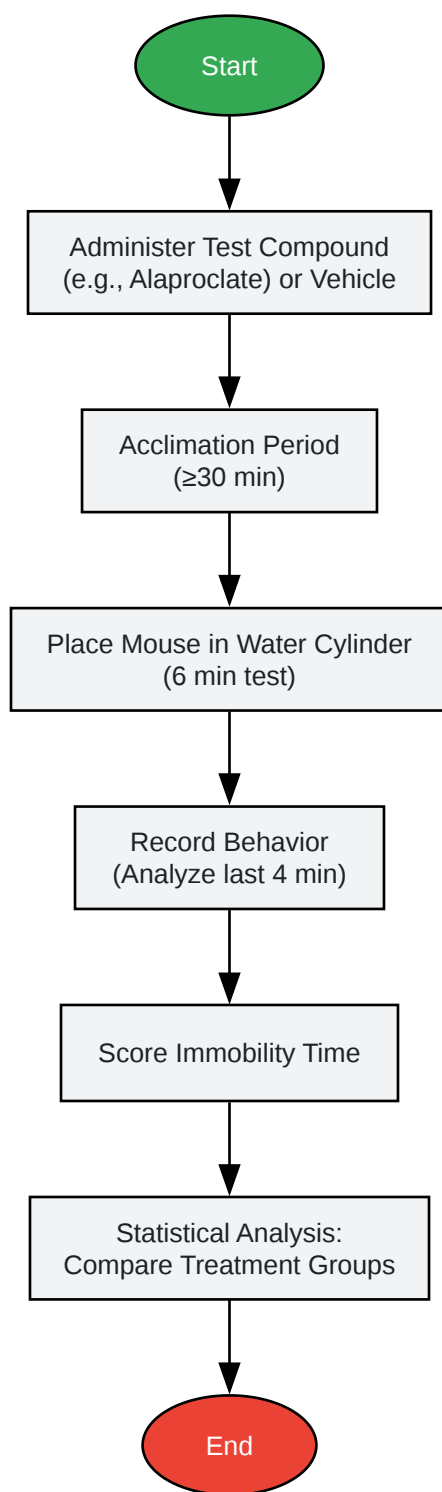 Start
Administer Test Compound
(e.g., Alaproclate) or Vehicle
Acclimation Period
(≥30 min)
Place Mouse in Water Cylinder
(6 min test)
Record Behavior
(Analyze last 4 min)
Score Immobility Time
Statistical Analysis:
Compare Treatment Groups
End